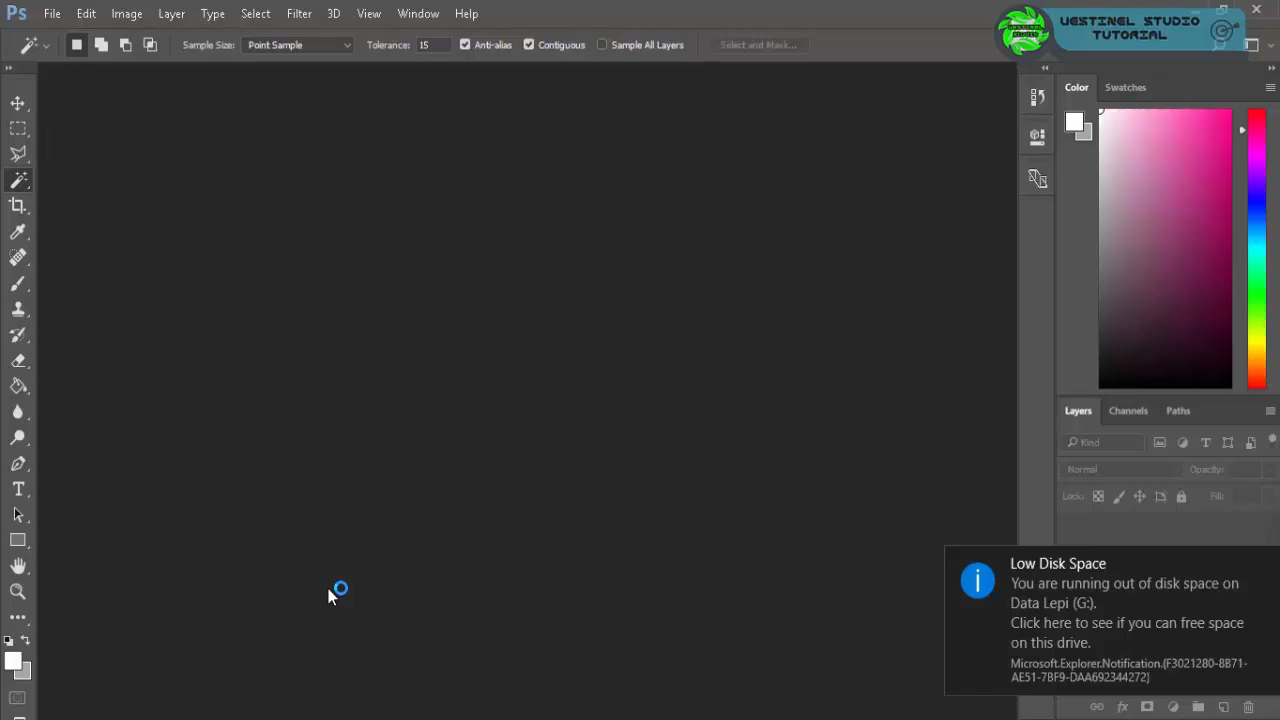 Ps File Edit Image Layer Type Select Filter 3D View Window Help
VESTINEL STUDIO
TUTORIAL
Sample Size: Point Sample Tolerance: 15 Anti-alias Contiguous Sample All Layers Select and Mask...
Color Swatches
Layers Channels Paths
Kind
Normal Opacity:
Lock: Fill:
Low Disk Space
You are running out of disk space on
Data Lepi (G:).
Click here to see if you can free space
on this drive.
Microsoft.Explorer.Notification.{F3021280-8B71-
AE51-7BF9-DAA692344272}
fx